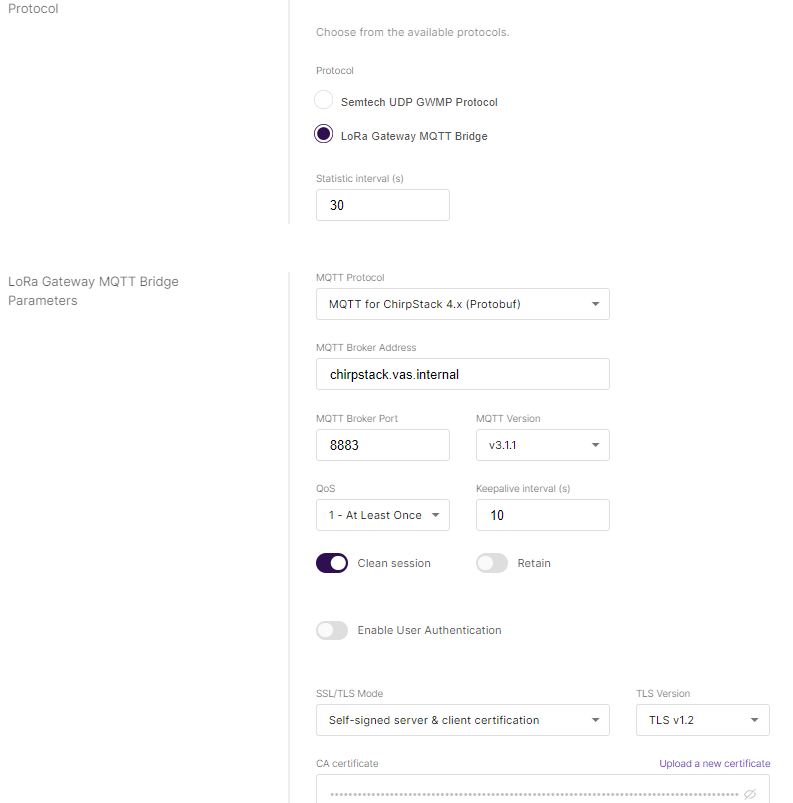 Protocol
Choose from the available protocols.
Protocol
Semtech UDP GWMP Protocol
LoRa Gateway MQTT Bridge
Statistic interval (s)
30
LoRa Gateway MQTT Bridge
Parameters
MQTT Protocol
MQTT for ChirpStack 4.x (Protobuf)
MQTT Broker Address
chirpstack.vas.internal
MQTT Broker Port
MQTT Version
8883
v3.1.1
QoS
Keepalive interval (s)
1 - At Least Once
10
Clean session
Retain
Enable User Authentication
SSL/TLS Mode
TLS Version
Self-signed server & client certification
TLS v1.2
CA certificate
Upload a new certificate